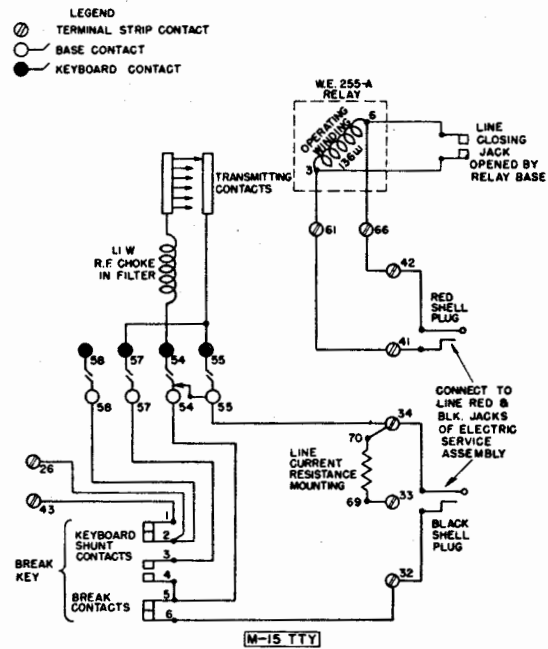 LEGEND
TERMINAL STRIP CONTACT
BASE CONTACT
KEYBOARD CONTACT
W.E. 255-A
RELAY
OPERATING
WINDING
136 W
6
3
LINE
CLOSING
JACK
OPENED BY
RELAY BASE
TRANSMITTING
CONTACTS
61
66
42
L1 W
R.F. CHOKE
IN FILTER
RED
SHELL
PLUG
41
58
57
54
55
58
57
54
55
CONNECT TO
LINE RED &
BLK. JACKS
OF ELECTRIC
SERVICE
ASSEMBLY
34
70
LINE
CURRENT
RESISTANCE
MOUNTING
69
33
26
43
BLACK
SHELL
PLUG
KEYBOARD
SHUNT
CONTACTS
BREAK
KEY
BREAK
CONTACTS
1
2
3
4
5
6
32
M-15 TTY